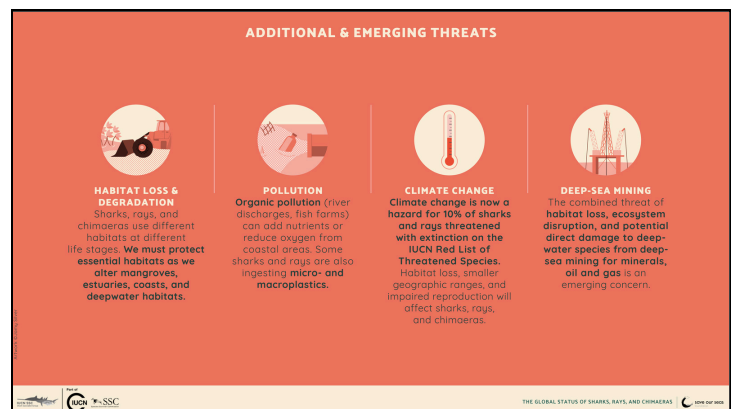 ADDITIONAL & EMERGING THREATS
HABITAT LOSS &
DEGRADATION
Sharks, rays, and
chimaeras use different
habitats at different
life stages. We must protect
essential habitats as we
alter mangroves,
estuaries, coasts, and
deepwater habitats.
POLLUTION
Organic pollution (river
discharges, fish farms)
can add nutrients or
reduce oxygen from
coastal areas. Some
sharks and rays are also
ingesting micro- and
macroplastics.
CLIMATE CHANGE
Climate change is now a
hazard for 10% of sharks
and rays threatened
with extinction on the
IUCN Red List of
Threatened Species.
Habitat loss, smaller
geographic ranges, and
impaired reproduction will
affect sharks, rays,
and chimaeras.
DEEP-SEA MINING
The combined threat of
habitat loss, ecosystem
disruption, and potential
direct damage to deep-
water species from deep-
sea mining for minerals,
oil and gas is an
emerging concern.
Part of
IUCN
SSC
THE GLOBAL STATUS OF SHARKS, RAYS, AND CHIMAERAS
save our seas